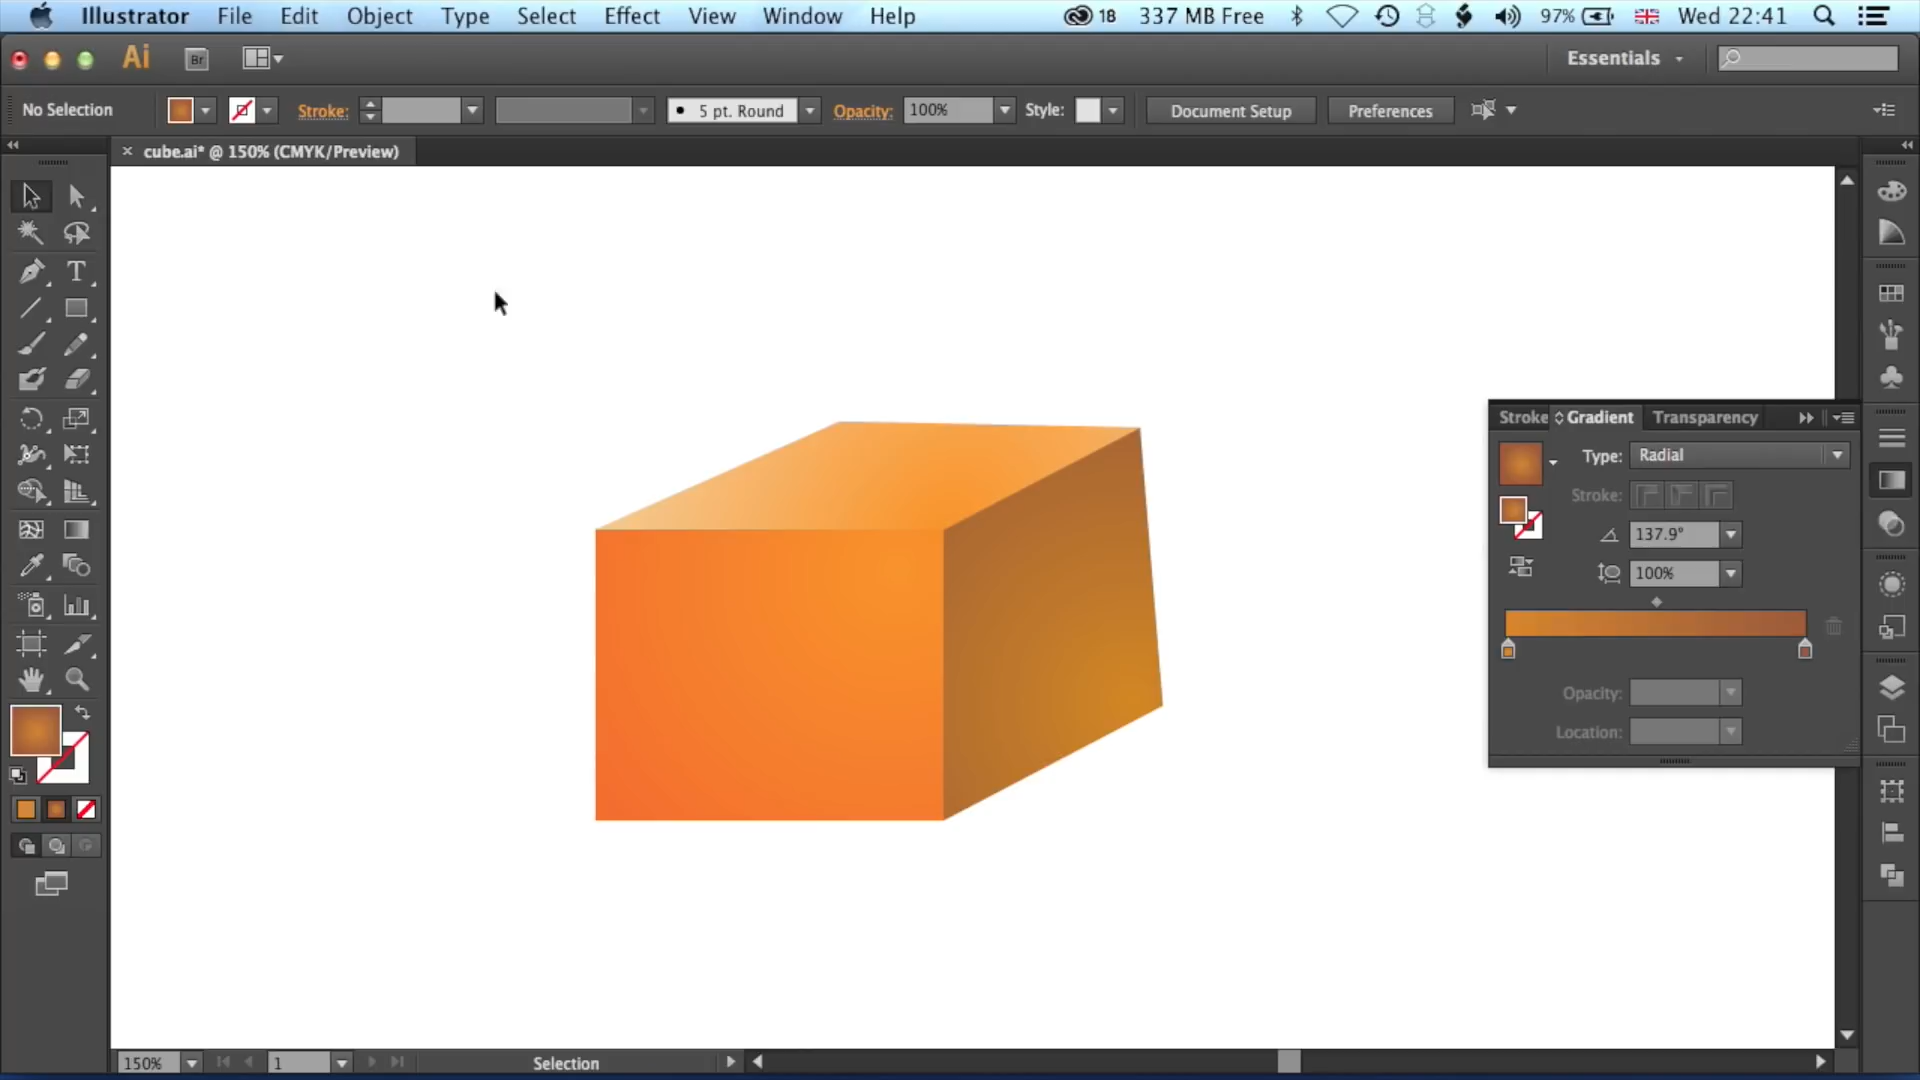 Illustrator File Edit Object Type Select Effect View Window Help 18 337 MB Free 97% Wed 22:41
Ai Br Essentials
No Selection Stroke: 5 pt. Round Opacity: 100% Style: Document Setup Preferences
× cube.ai* @ 150% (CMYK/Preview)
T
Stroke Gradient Transparency
Type: Radial
Stroke:
137.9°
100%
Opacity:
Location:
150% 1 Selection